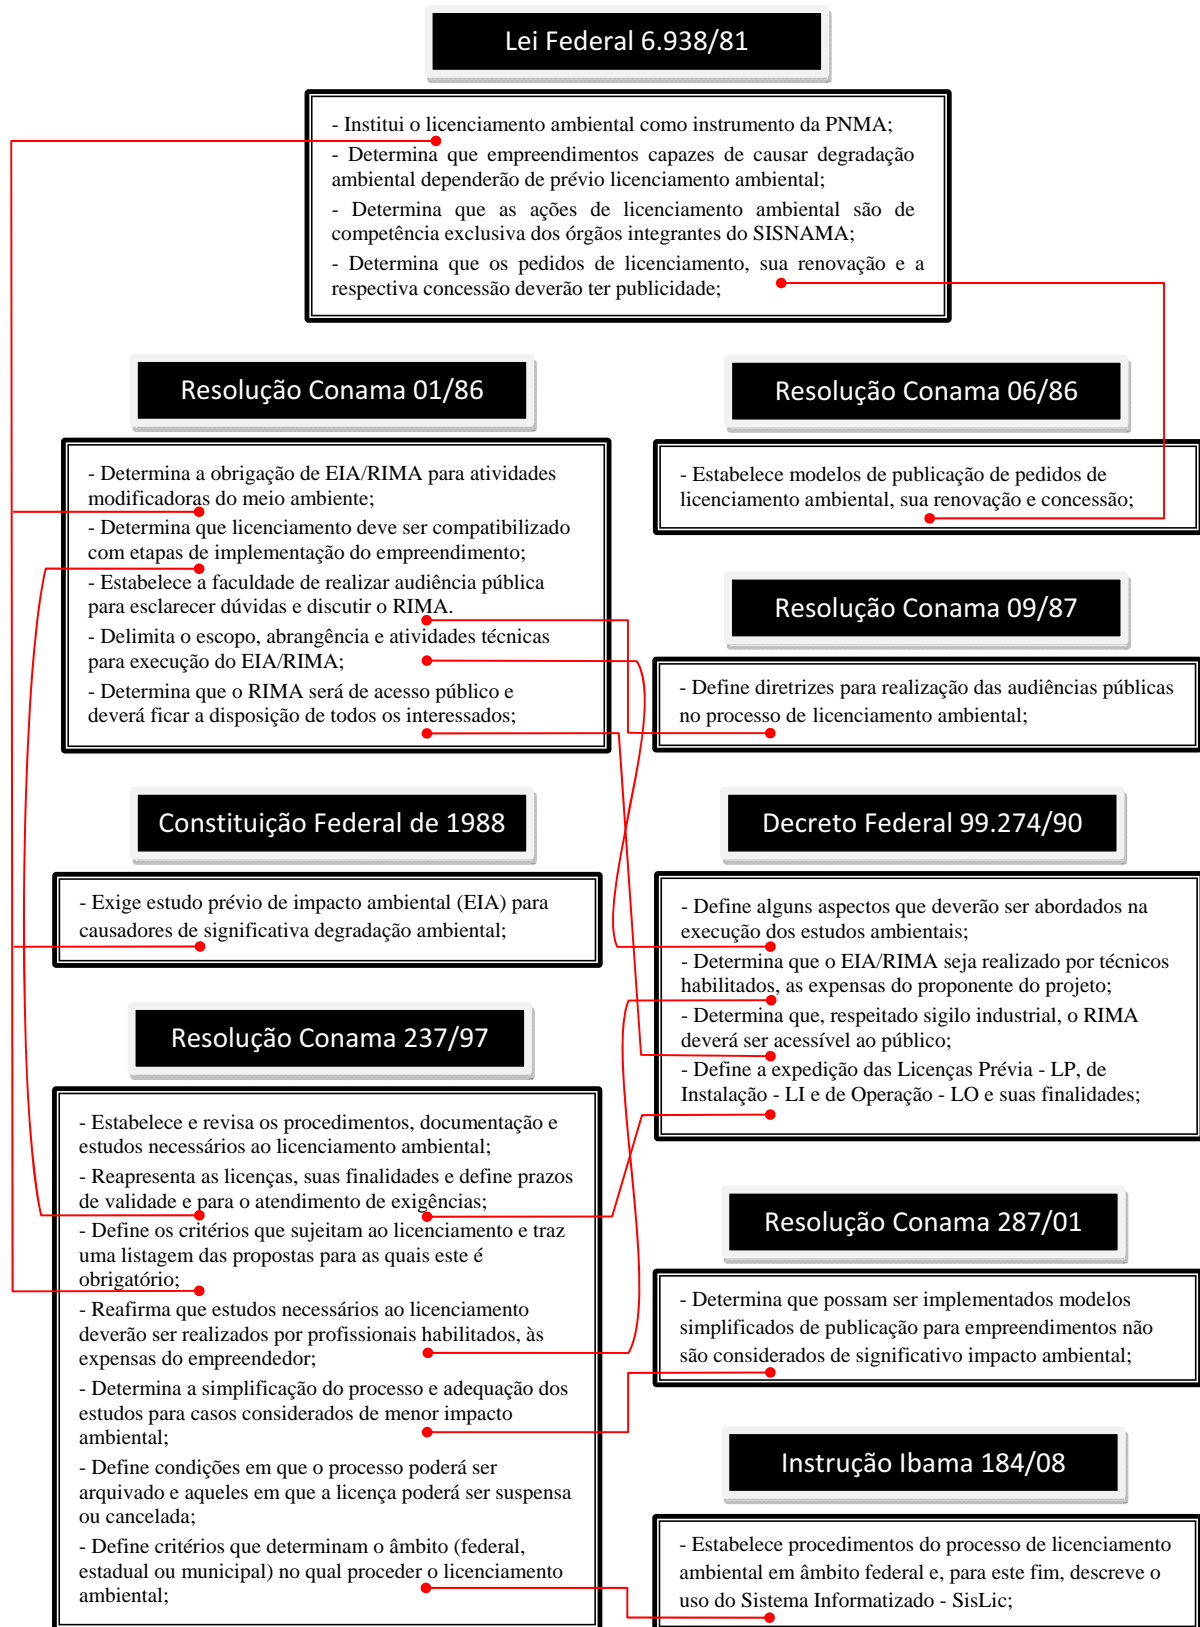 Lei Federal 6.938/81
- Institui o licenciamento ambiental como instrumento da PNMA;
- Determina que empreendimentos capazes de causar degradação
ambiental dependerão de prévio licenciamento ambiental;
- Determina que as ações de licenciamento ambiental são de
competência exclusiva dos órgãos integrantes do SISNAMA;
- Determina que os pedidos de licenciamento, sua renovação e a
respectiva concessão deverão ter publicidade;
Resolução Conama 01/86
- Determina a obrigação de EIA/RIMA para atividades
modificadoras do meio ambiente;
- Determina que licenciamento deve ser compatibilizado
com etapas de implementação do empreendimento;
- Estabelece a faculdade de realizar audiência pública
para esclarecer dúvidas e discutir o RIMA.
- Delimita o escopo, abrangência e atividades técnicas
para execução do EIA/RIMA;
- Determina que o RIMA será de acesso público e
deverá ficar a disposição de todos os interessados;
Resolução Conama 06/86
- Estabelece modelos de publicação de pedidos de
licenciamento ambiental, sua renovação e concessão;
Resolução Conama 09/87
- Define diretrizes para realização das audiências públicas
no processo de licenciamento ambiental;
Constituição Federal de 1988
- Exige estudo prévio de impacto ambiental (EIA) para
causadores de significativa degradação ambiental;
Decreto Federal 99.274/90
- Define alguns aspectos que deverão ser abordados na
execução dos estudos ambientais;
- Determina que o EIA/RIMA seja realizado por técnicos
habilitados, as expensas do proponente do projeto;
- Determina que, respeitado sigilo industrial, o RIMA
deverá ser acessível ao público;
- Define a expedição das Licenças Prévia - LP, de
Instalação - LI e de Operação - LO e suas finalidades;
Resolução Conama 237/97
- Estabelece e revisa os procedimentos, documentação e
estudos necessários ao licenciamento ambiental;
- Reapresenta as licenças, suas finalidades e define prazos
de validade e para o atendimento de exigências;
- Define os critérios que sujeitam ao licenciamento e traz
uma listagem das propostas para as quais este é
obrigatório;
- Reafirma que estudos necessários ao licenciamento
deverão ser realizados por profissionais habilitados, às
expensas do empreendedor;
- Determina a simplificação do processo e adequação dos
estudos para casos considerados de menor impacto
ambiental;
- Define condições em que o processo poderá ser
arquivado e aqueles em que a licença poderá ser suspensa
ou cancelada;
- Define critérios que determinam o âmbito (federal,
estadual ou municipal) no qual proceder o licenciamento
ambiental;
Resolução Conama 287/01
- Determina que possam ser implementados modelos
simplificados de publicação para empreendimentos não
são considerados de significativo impacto ambiental;
Instrução Ibama 184/08
- Estabelece procedimentos do processo de licenciamento
ambiental em âmbito federal e, para este fim, descreve o
uso do Sistema Informatizado - SisLic;